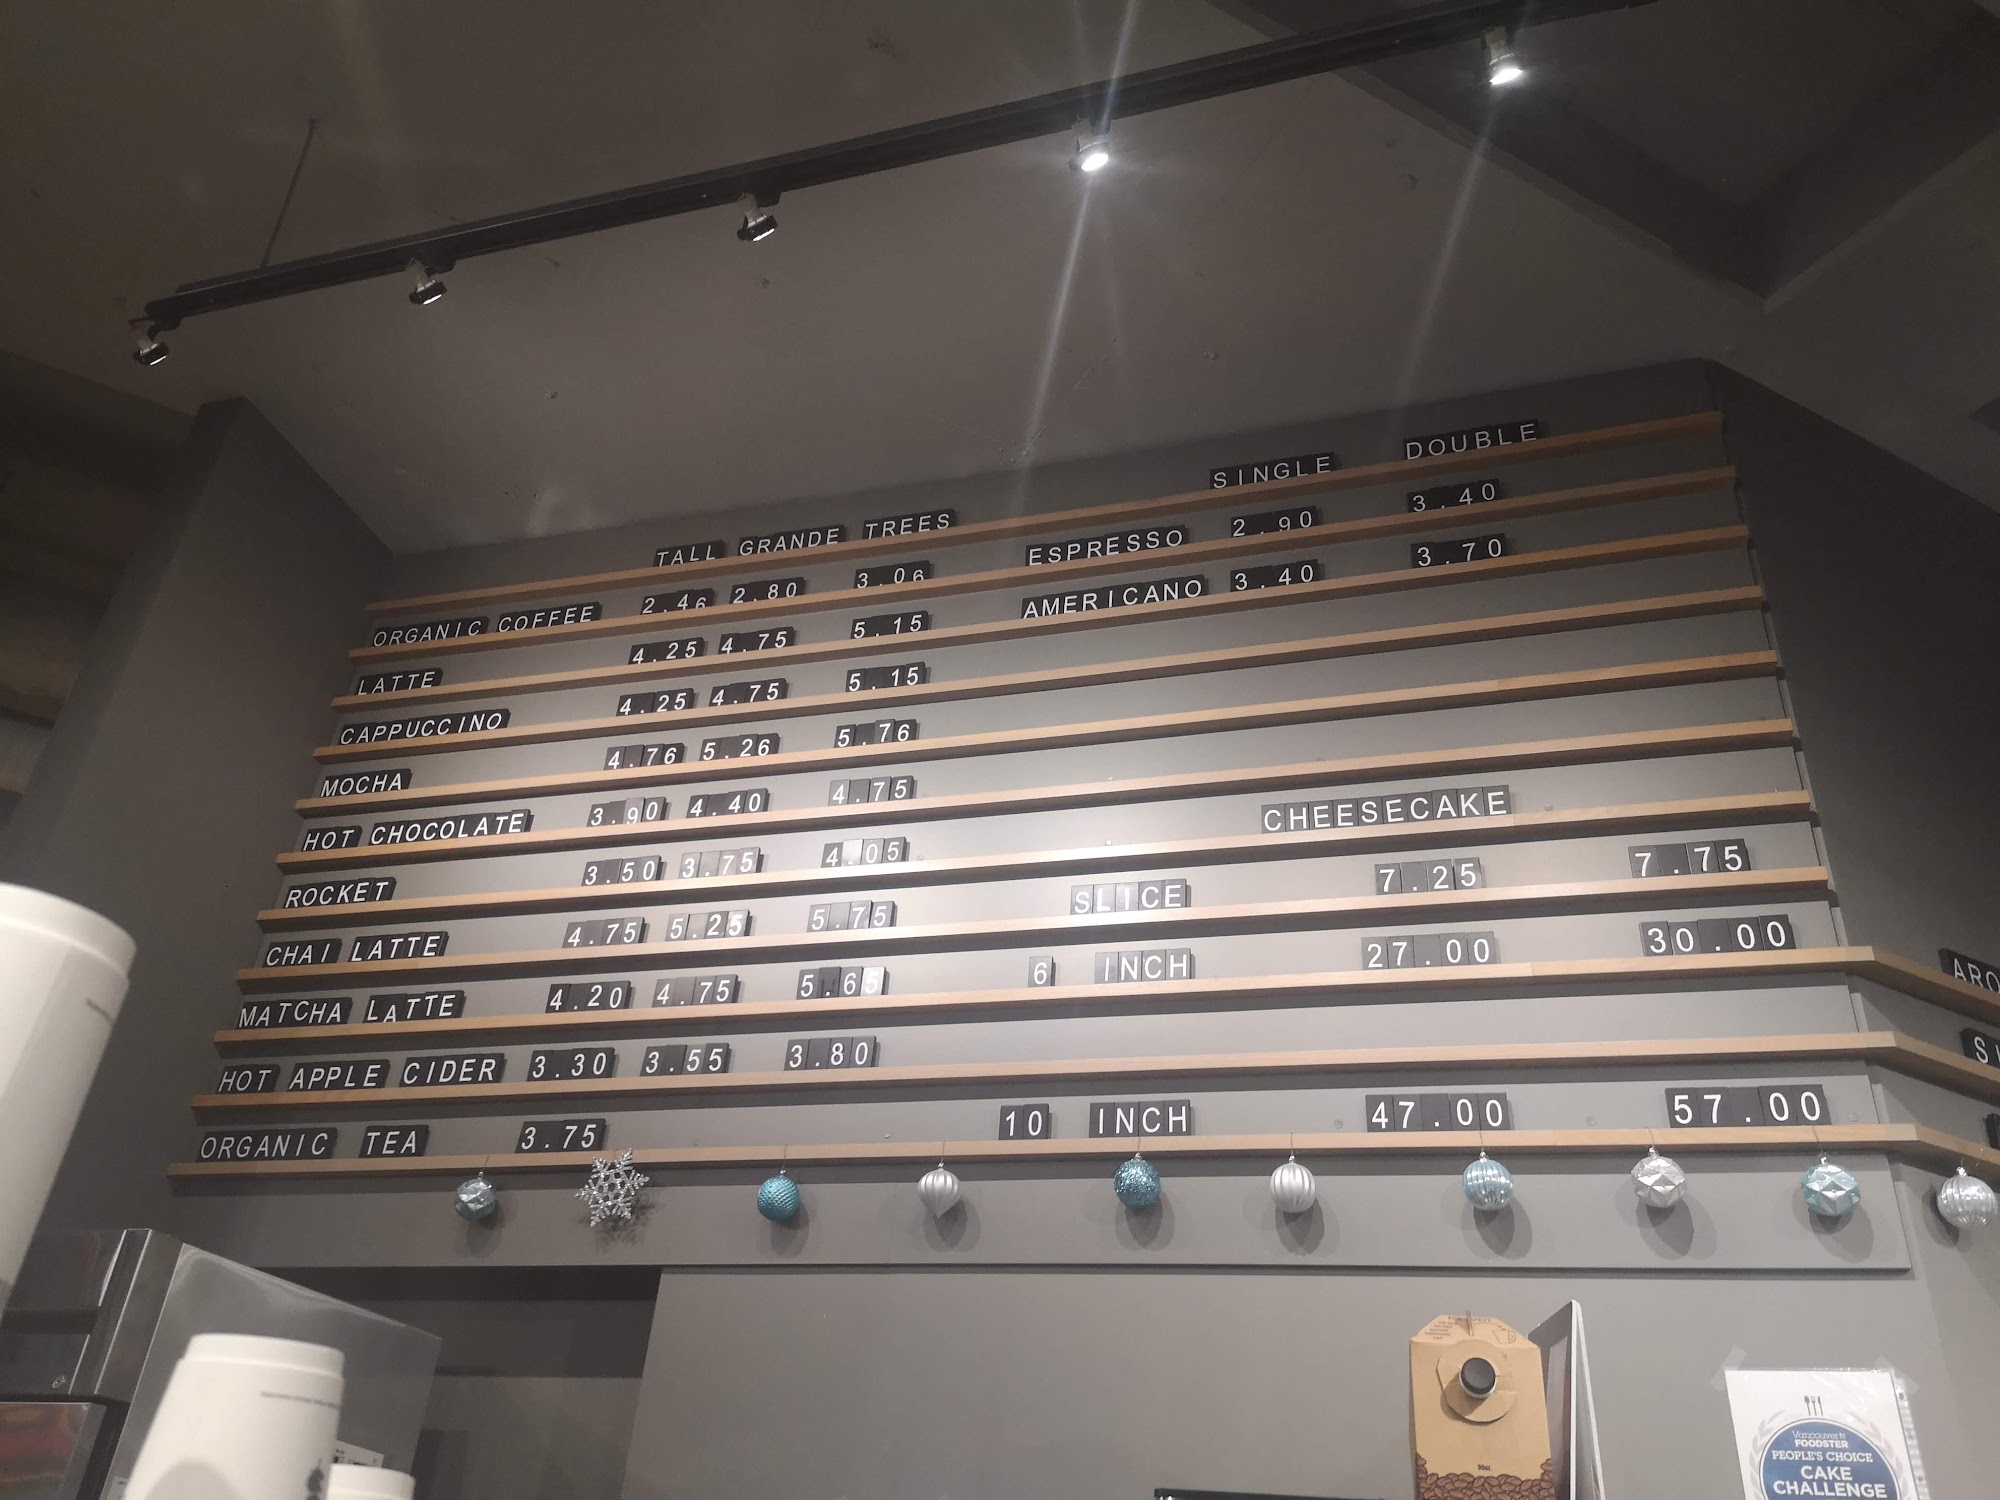 TALL GRANDE TREES
ORGANIC COFFEE 2.46 2.80 3.06
LATTE 4.25 4.75 5.15
CAPPUCCINO 4.25 4.75 5.15
MOCHA 4.76 5.26 5.76
HOT CHOCOLATE 3.90 4.40 4.75
ROCKET 3.50 3.75 4.05
CHAI LATTE 4.75 5.25 5.75
MATCHA LATTE 4.20 4.75 5.65
HOT APPLE CIDER 3.30 3.55 3.80
ORGANIC TEA 3.75
SINGLE DOUBLE
ESPRESSO 2.90 3.40
AMERICANO 3.40 3.70
CHEESECAKE
SLICE 7.25 7.75
6 INCH 27.00 30.00
10 INCH 47.00 57.00
ARO
Vancouver
FOODSTER
PEOPLE'S CHOICE
CAKE
CHALLENGE